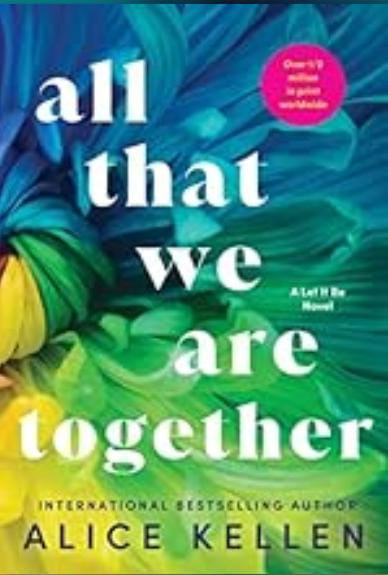 all
that
we
are
together
Over 1/2
million
in print
worldwide
A Let It Be
Novel
INTERNATIONAL BESTSELLING AUTHOR
ALICE KELLEN